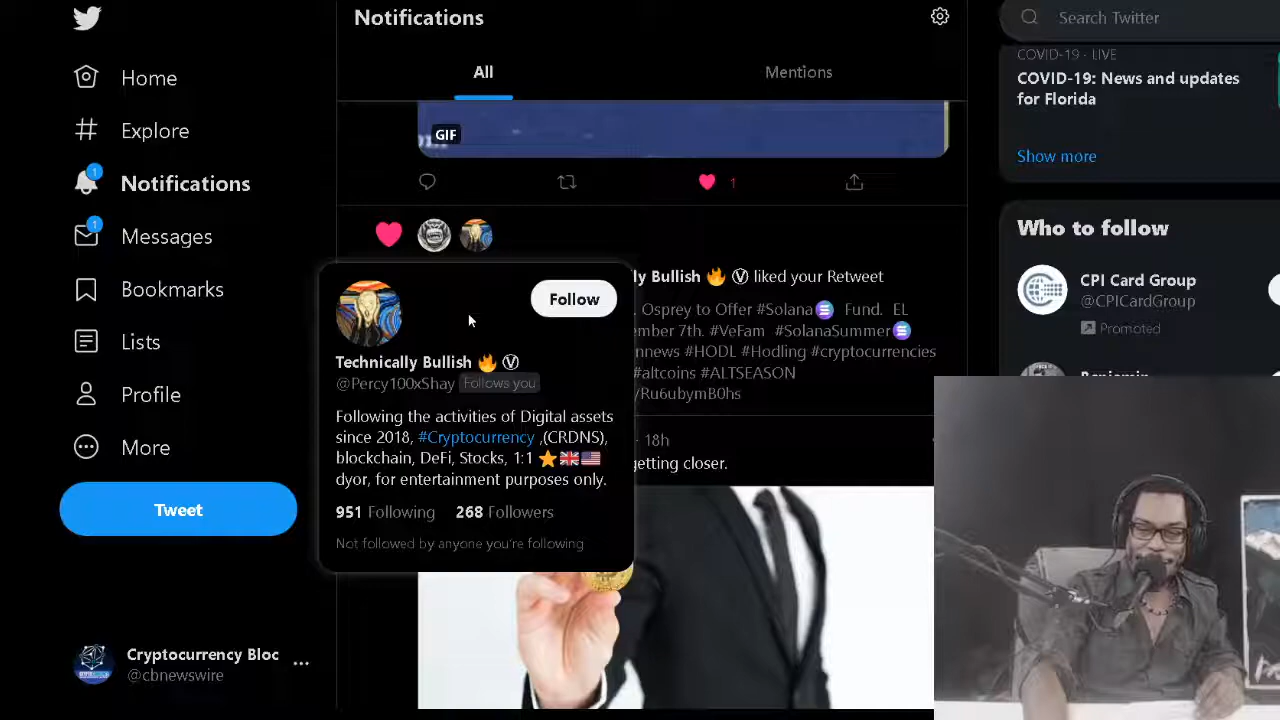 Notifications
Search Twitter
Home
Explore
Notifications
1
Messages
1
Bookmarks
Lists
Profile
More
Tweet
Cryptocurrency Bloc
@cbnewswire
All
Mentions
GIF
1
ly Bullish 🔥 Ⓥ liked your Retweet
. Osprey to Offer #Solana Fund. EL
ember 7th. #VeFam #SolanaSummer
nnews #HODL #Hodling #cryptocurrencies
#altcoins #ALTSEASON
/Ru6ubymB0hs
· 18h
getting closer.
Follow
Technically Bullish 🔥 Ⓥ
@Percy100xShay Follows you
Following the activities of Digital assets
since 2018, #Cryptocurrency ,(CRDNS),
blockchain, DeFi, Stocks, 1:1 ⭐🇬🇧🇺🇸
dyor, for entertainment purposes only.
951 Following 268 Followers
Not followed by anyone you're following
COVID-19 · LIVE
COVID-19: News and updates
for Florida
Show more
Who to follow
CPI Card Group
@CPICardGroup
Promoted